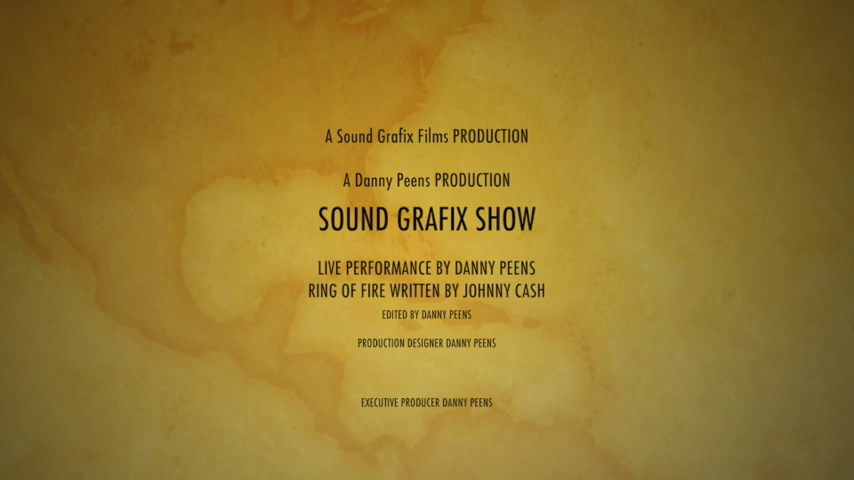 A Sound Grafix Films PRODUCTION
A Danny Peens PRODUCTION
SOUND GRAFIX SHOW
LIVE PERFORMANCE BY DANNY PEENS
RING OF FIRE WRITTEN BY JOHNNY CASH
EDITED BY DANNY PEENS
PRODUCTION DESIGNER DANNY PEENS
EXECUTIVE PRODUCER DANNY PEENS